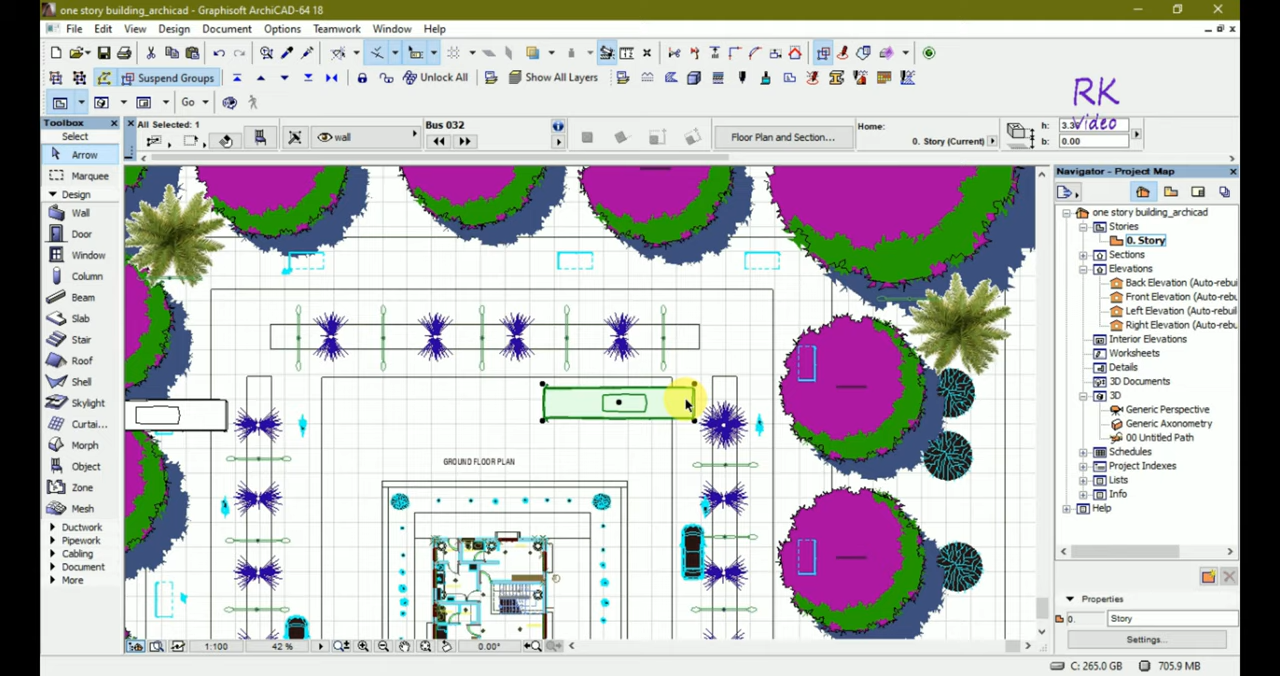 one story building_archicad - Graphisoft ArchiCAD-64 18
File Edit View Design Document Options Teamwork Window Help
Suspend Groups
Unlock All
Show All Layers
RK
Video
Go
Toolbox
Select
Arrow
Marquee
Design
Wall
Door
Window
Column
Beam
Slab
Stair
Roof
Shell
Skylight
Curtai...
Morph
Object
Zone
Mesh
Ductwork
Pipework
Cabling
Document
More
All Selected: 1
wall
Bus 032
Floor Plan and Section...
Home:
0. Story (Current)
h:
b: 0.00
GROUND FLOOR PLAN
1:100
42 %
0.00°
Navigator - Project Map
one story building_archicad
Stories
0. Story
Sections
Elevations
Back Elevation (Auto-rebui
Front Elevation (Auto-rebu
Left Elevation (Auto-rebuil
Right Elevation (Auto-rebu
Interior Elevations
Worksheets
Details
3D Documents
3D
Generic Perspective
Generic Axonometry
00 Untitled Path
Schedules
Project Indexes
Lists
Info
Help
Properties
0. Story
Settings...
C: 265.0 GB
705.9 MB